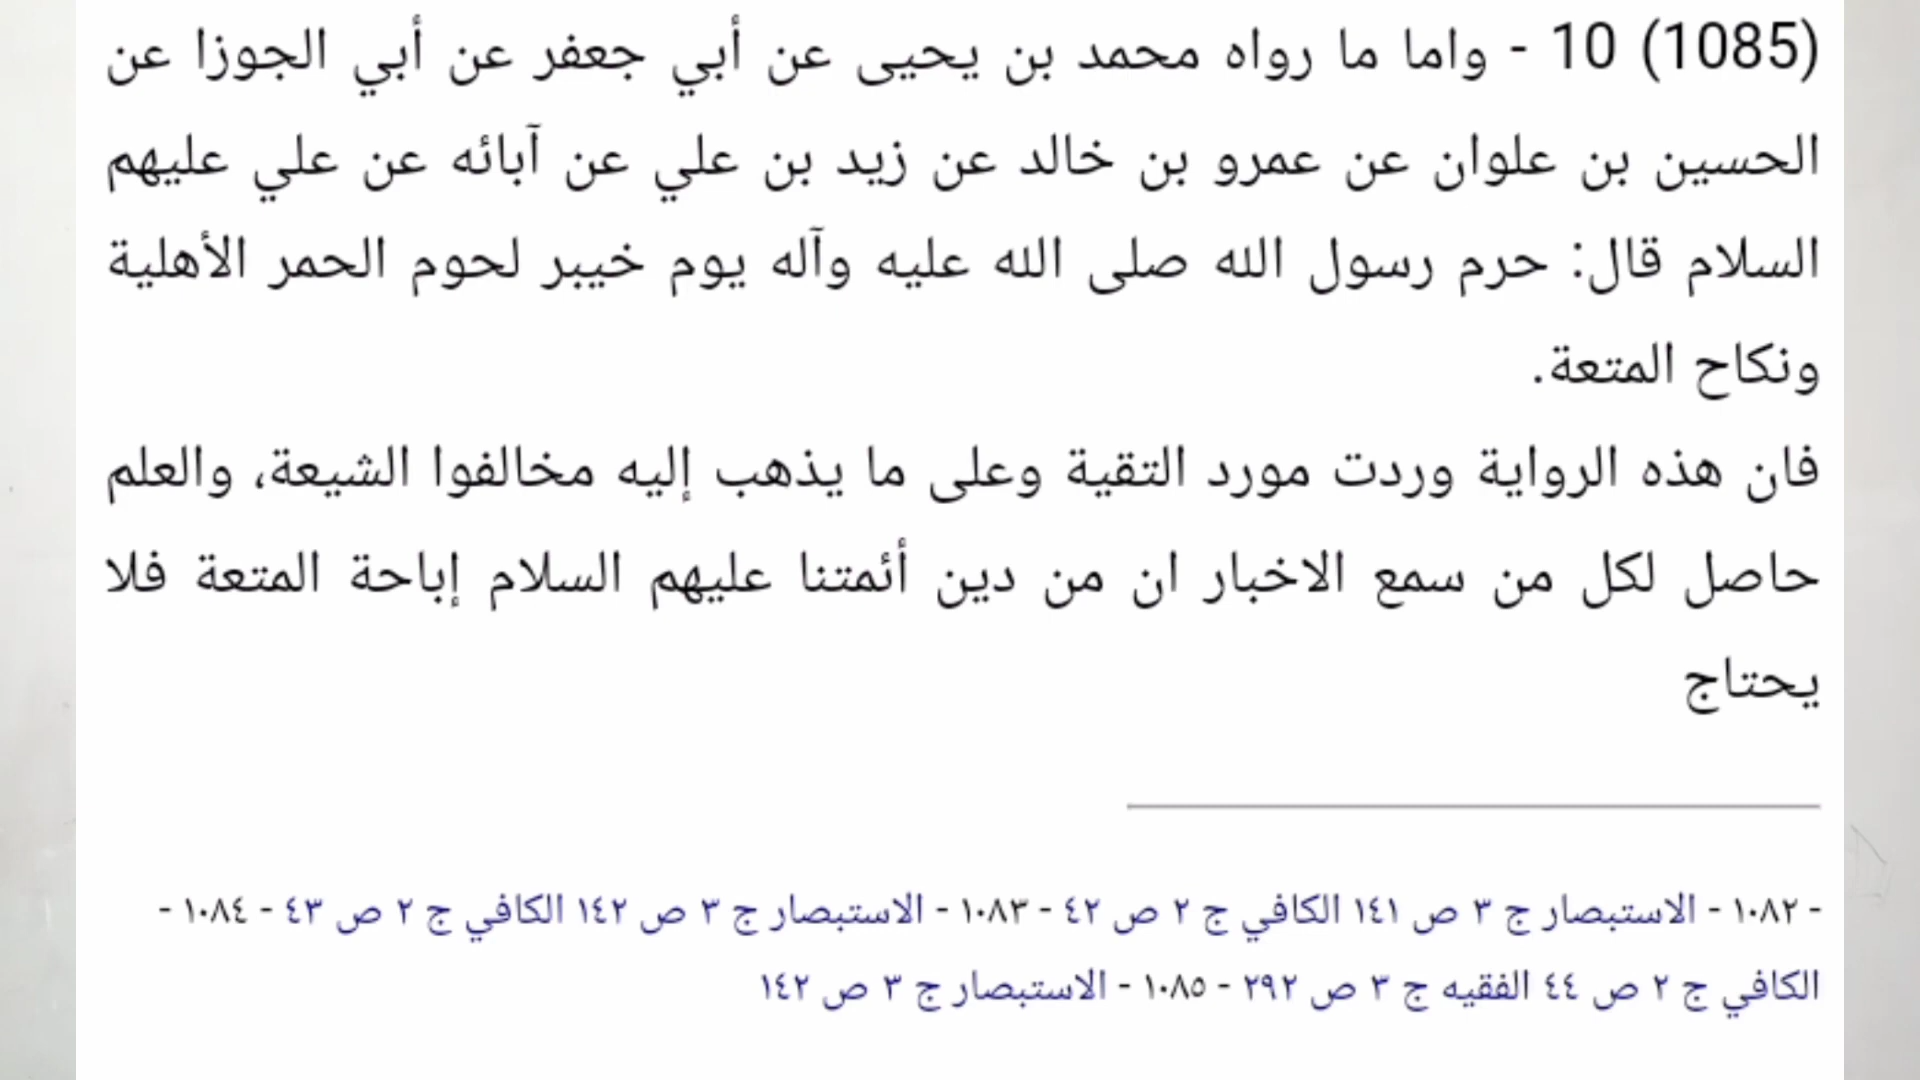 (1085) 10 - واما ما رواه محمد بن يحيى عن أبي جعفر عن أبي الجوزا عن
الحسين بن علوان عن عمرو بن خالد عن زيد بن علي عن آبائه عن علي عليهم
السلام قال: حرم رسول الله صلى الله عليه وآله يوم خيبر لحوم الحمر الأهلية
ونكاح المتعة.
فان هذه الرواية وردت مورد التقية وعلى ما يذهب إليه مخالفوا الشيعة، والعلم
حاصل لكل من سمع الاخبار ان من دين أئمتنا عليهم السلام إباحة المتعة فلا
يحتاج
- ١٠٨٢ - الاستبصار ج ٣ ص ١٤١ الكافي ج ٢ ص ٤٢ - ١٠٨٣ - الاستبصار ج ٣ ص ١٤٢ الكافي ج ٢ ص ٤٣ - ١٠٨٤ -
الكافي ج ٢ ص ٤٤ الفقيه ج ٣ ص ٢٩٢ - ١٠٨٥ - الاستبصار ج ٣ ص ١٤٢